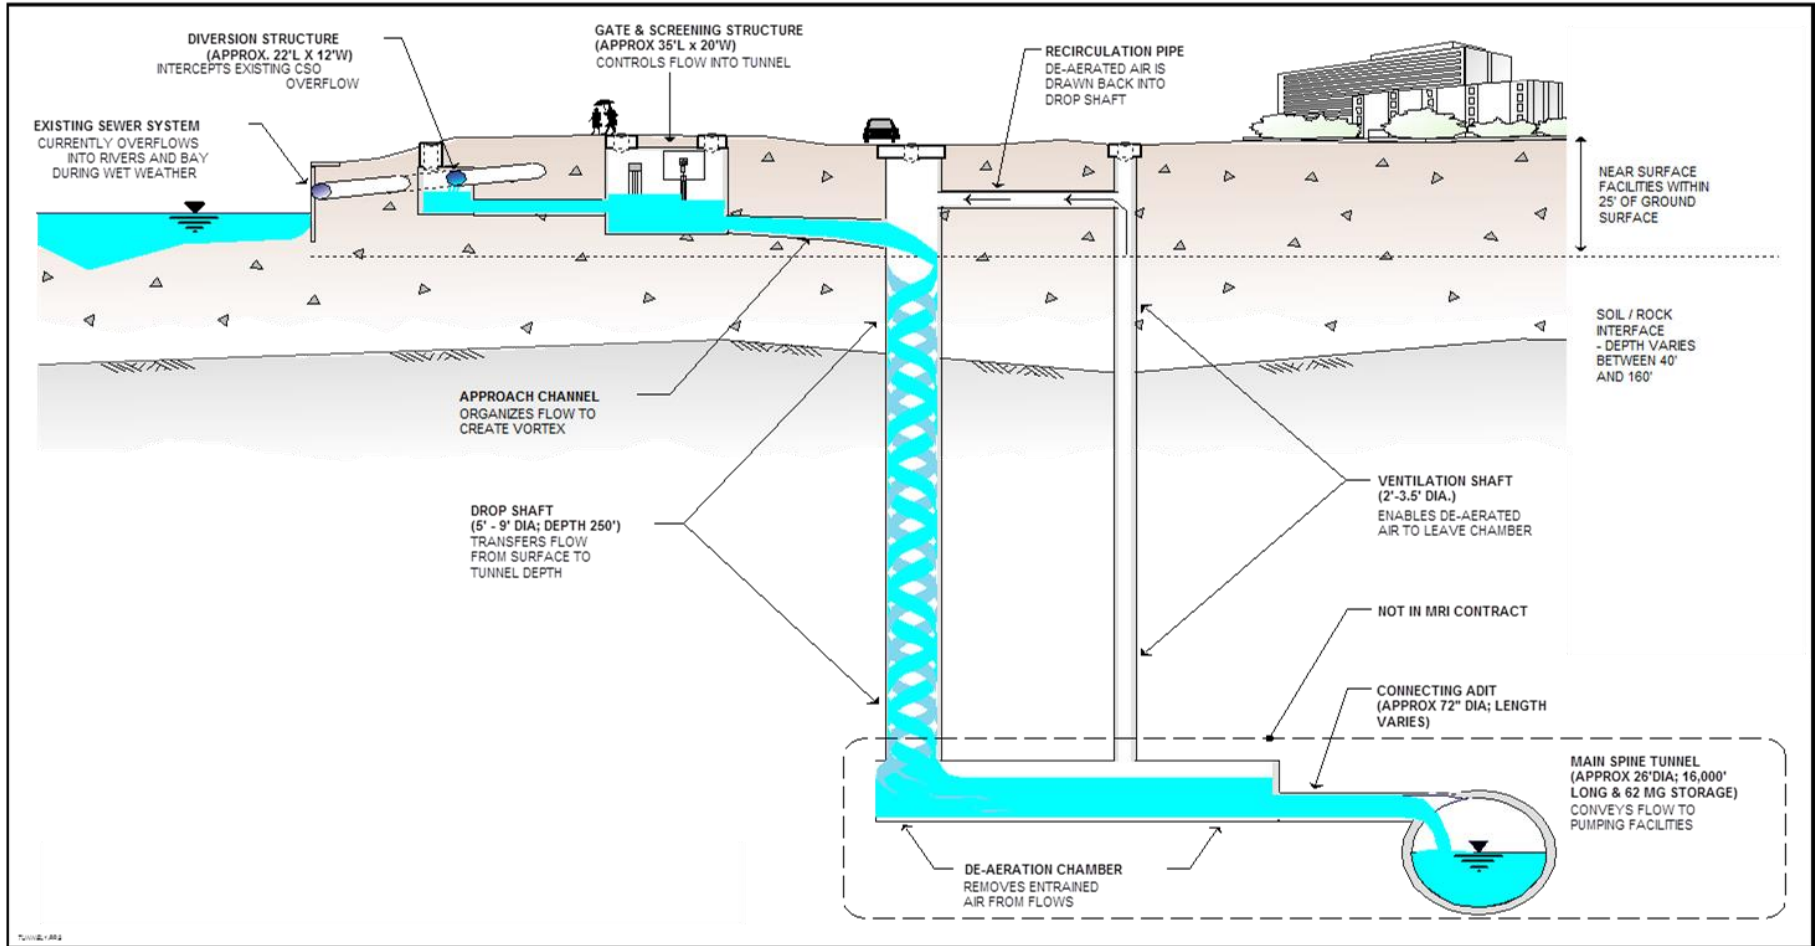 DIVERSION STRUCTURE
(APPROX. 22'L X 12'W)
INTERCEPTS EXISTING CSO
OVERFLOW
GATE & SCREENING STRUCTURE
(APPROX 35'L x 20'W)
CONTROLS FLOW INTO TUNNEL
RECIRCULATION PIPE
DE-AERATED AIR IS
DRAWN BACK INTO
DROP SHAFT
EXISTING SEWER SYSTEM
CURRENTLY OVERFLOWS
INTO RIVERS AND BAY
DURING WET WEATHER
NEAR SURFACE
FACILITIES WITHIN
25' OF GROUND
SURFACE
SOIL / ROCK
INTERFACE
- DEPTH VARIES
BETWEEN 40'
AND 160'
APPROACH CHANNEL
ORGANIZES FLOW TO
CREATE VORTEX
DROP SHAFT
(5' - 9' DIA; DEPTH 250')
TRANSFERS FLOW
FROM SURFACE TO
TUNNEL DEPTH
VENTILATION SHAFT
(2'-3.5' DIA.)
ENABLES DE-AERATED
AIR TO LEAVE CHAMBER
NOT IN MRI CONTRACT
CONNECTING ADIT
(APPROX 72" DIA; LENGTH
VARIES)
MAIN SPINE TUNNEL
(APPROX 26'DIA; 16,000'
LONG & 62 MG STORAGE)
CONVEYS FLOW TO
PUMPING FACILITIES
DE-AERATION CHAMBER
REMOVES ENTRAINED
AIR FROM FLOWS